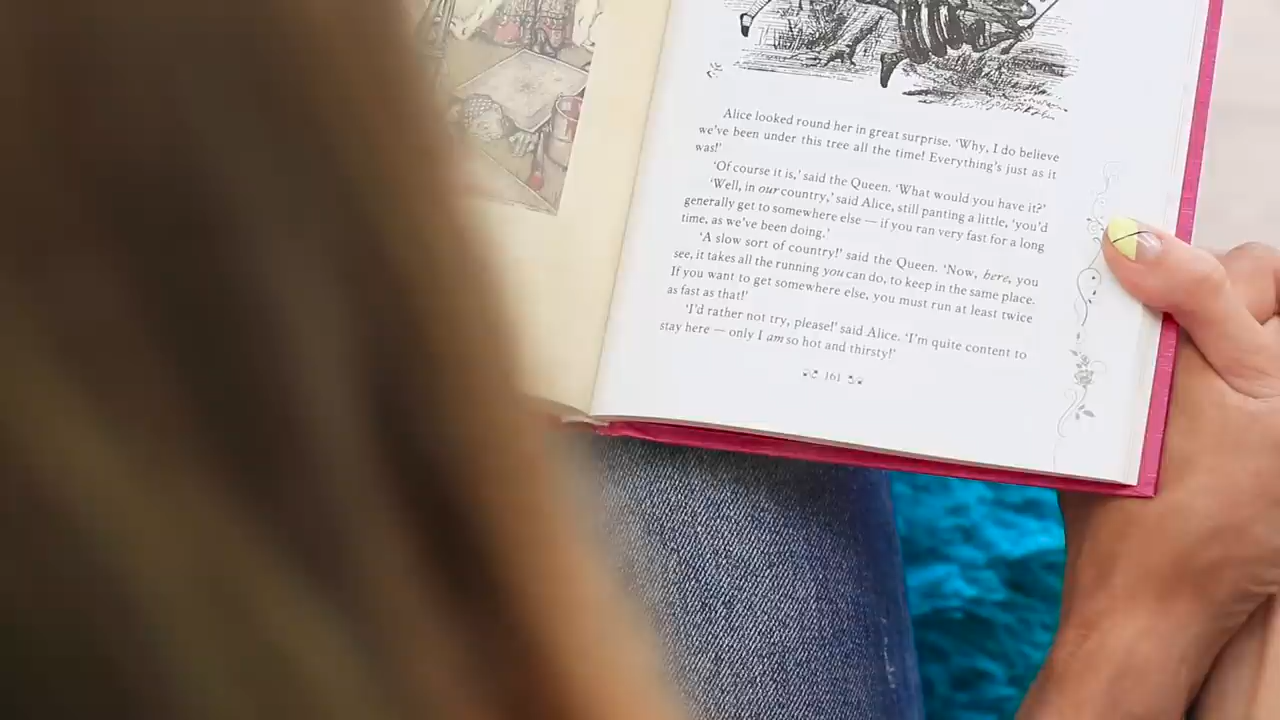 Alice looked round her in great surprise. ‘Why, I do believe
we’ve been under this tree all the time! Everything’s just as it
was!’
‘Of course it is,’ said the Queen. ‘What would you have it?’
‘Well, in our country,’ said Alice, still panting a little, ‘you’d
generally get to somewhere else — if you ran very fast for a long
time, as we’ve been doing.’
‘A slow sort of country!’ said the Queen. ‘Now, here, you
see, it takes all the running you can do, to keep in the same place.
If you want to get somewhere else, you must run at least twice
as fast as that!’
‘I’d rather not try, please!’ said Alice. ‘I’m quite content to
stay here — only I am so hot and thirsty!’
161